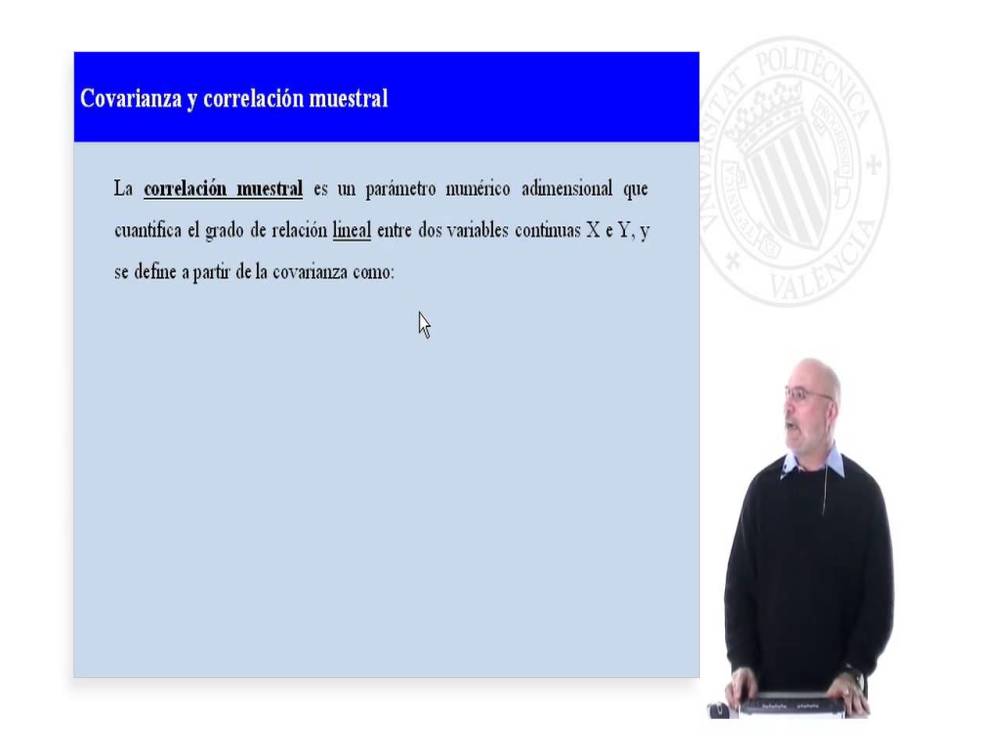 Covarianza y correlación muestral
La correlación muestral es un parámetro numérico adimensional que
cuantifica el grado de relación lineal entre dos variables continuas X e Y, y
se define a partir de la covarianza como:
UNIVERSITAT POLITÈCNICA
VALÈNCIA